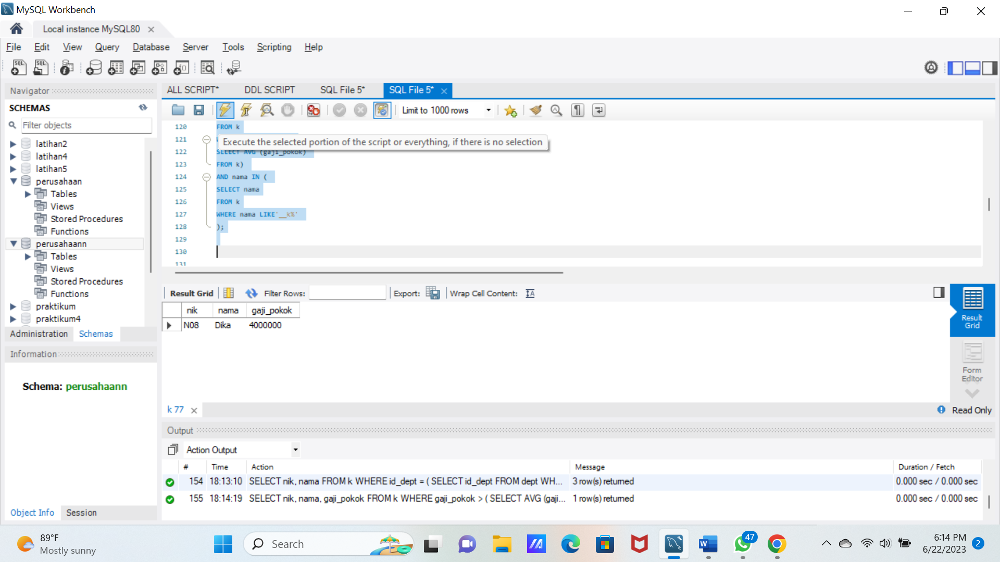 MySQL Workbench
Local instance MySQL80
File Edit View Query Database Server Tools Scripting Help
Navigator
SCHEMAS
Filter objects
latihan2
latihan4
latihan5
perusahaan
Tables
Views
Stored Procedures
Functions
perusahaann
Tables
Views
Stored Procedures
Functions
praktikum
praktikum4
Administration Schemas
Information
Schema: perusahaann
Object Info Session
ALL SCRIPT* DDL SCRIPT SQL File 5* SQL File 5*
Limit to 1000 rows
120 FROM k
121
Execute the selected portion of the script or everything, if there is no selection
122 SELECT AVG (gaji_pokok)
123 FROM k)
124 AND nama IN (
125 SELECT nama
126 FROM k
127 WHERE nama LIKE'__k%'
128 );
129
130
131
Result Grid Filter Rows: Export: Wrap Cell Content:
nik nama gaji_pokok
N08 Dika 4000000
Result Grid
Form Editor
k 77
Read Only
Output
Action Output
# Time Action Message Duration / Fetch
154 18:13:10 SELECT nik, nama FROM k WHERE id_dept = ( SELECT id_dept FROM dept WH... 3 row(s) returned 0.000 sec / 0.000 sec
155 18:14:19 SELECT nik, nama, gaji_pokok FROM k WHERE gaji_pokok > ( SELECT AVG (gaji... 1 row(s) returned 0.000 sec / 0.000 sec
89°F
Mostly sunny
Search
47
6:14 PM
6/22/2023
2